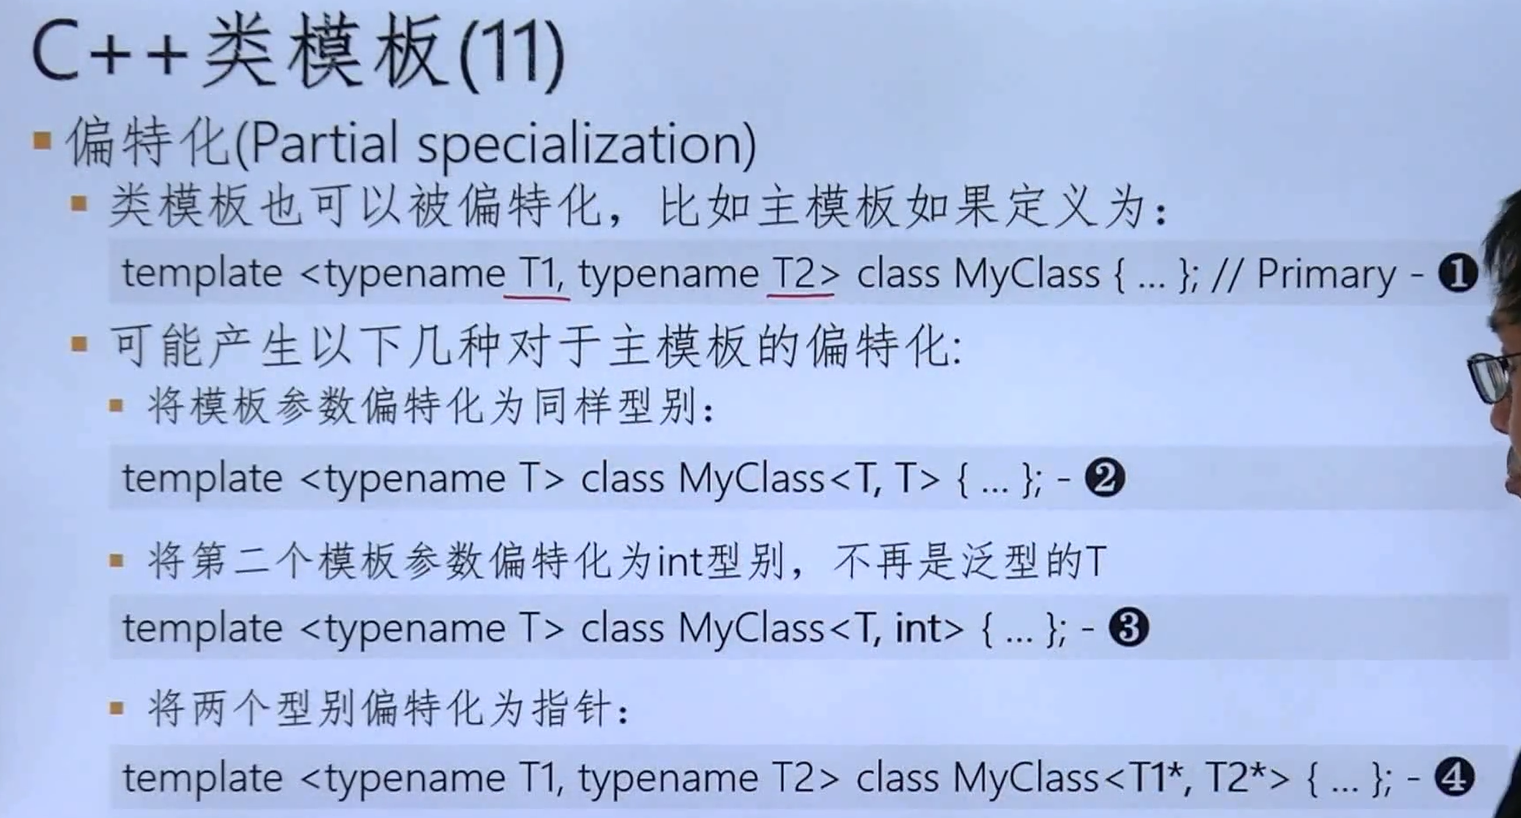 C++类模板(11)
偏特化(Partial specialization)
类模板也可以被偏特化，比如主模板如果定义为：
template <typename T1, typename T2> class MyClass { ... }; // Primary - ❶
可能产生以下几种对于主模板的偏特化:
将模板参数偏特化为同样型别：
template <typename T> class MyClass<T, T> { ... }; - ❷
将第二个模板参数偏特化为int型别，不再是泛型的T
template <typename T> class MyClass<T, int> { ... }; - ❸
将两个型别偏特化为指针：
template <typename T1, typename T2> class MyClass<T1*, T2*> { ... }; - ❹